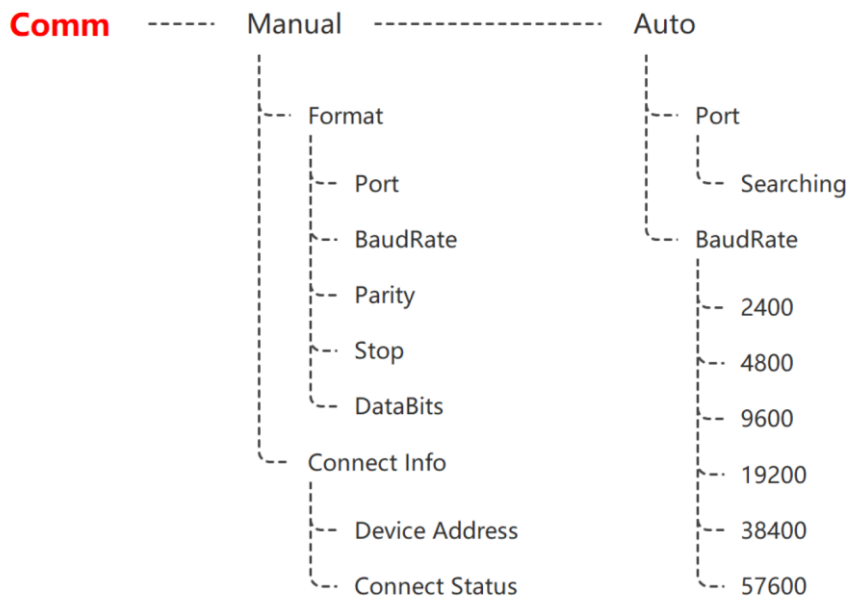 Comm Manual Auto
Format
Port
BaudRate
Parity
Stop
DataBits
Connect Info
Device Address
Connect Status
Port
Searching
BaudRate
2400
4800
9600
19200
38400
57600